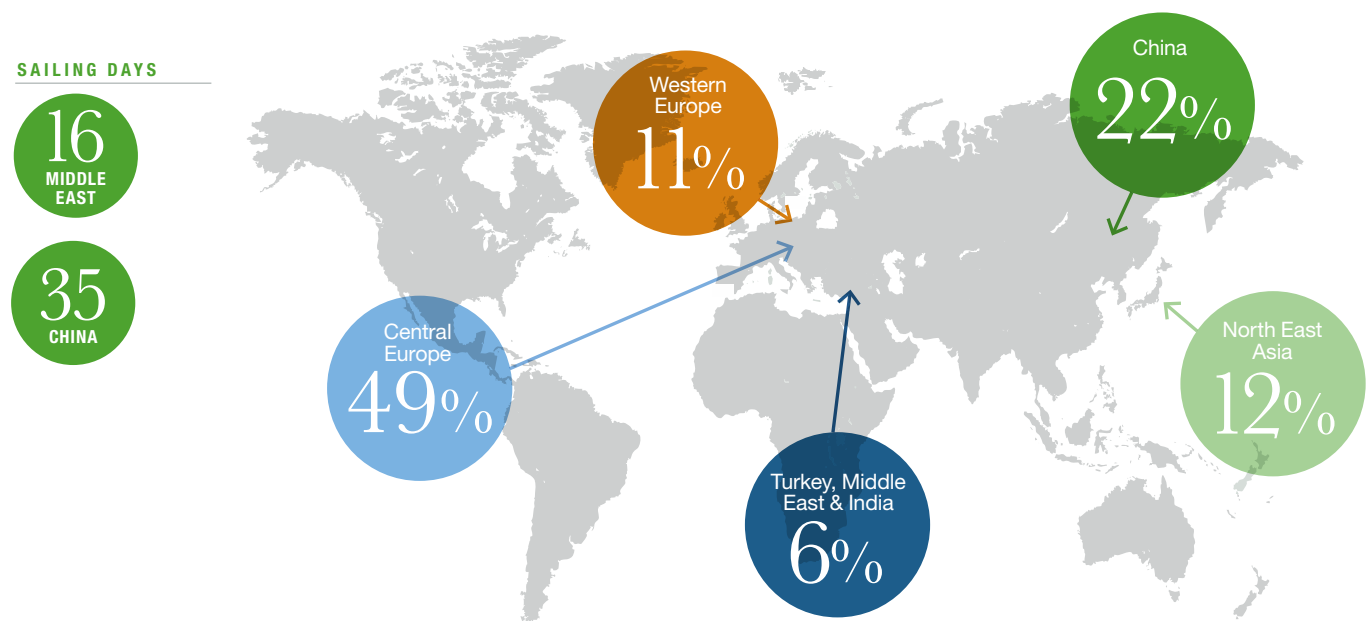 SAILING DAYS
16
MIDDLE
EAST
35
CHINA
Western
Europe
11%
China
22%
Central
Europe
49%
North East
Asia
12%
Turkey, Middle
East & India
6%